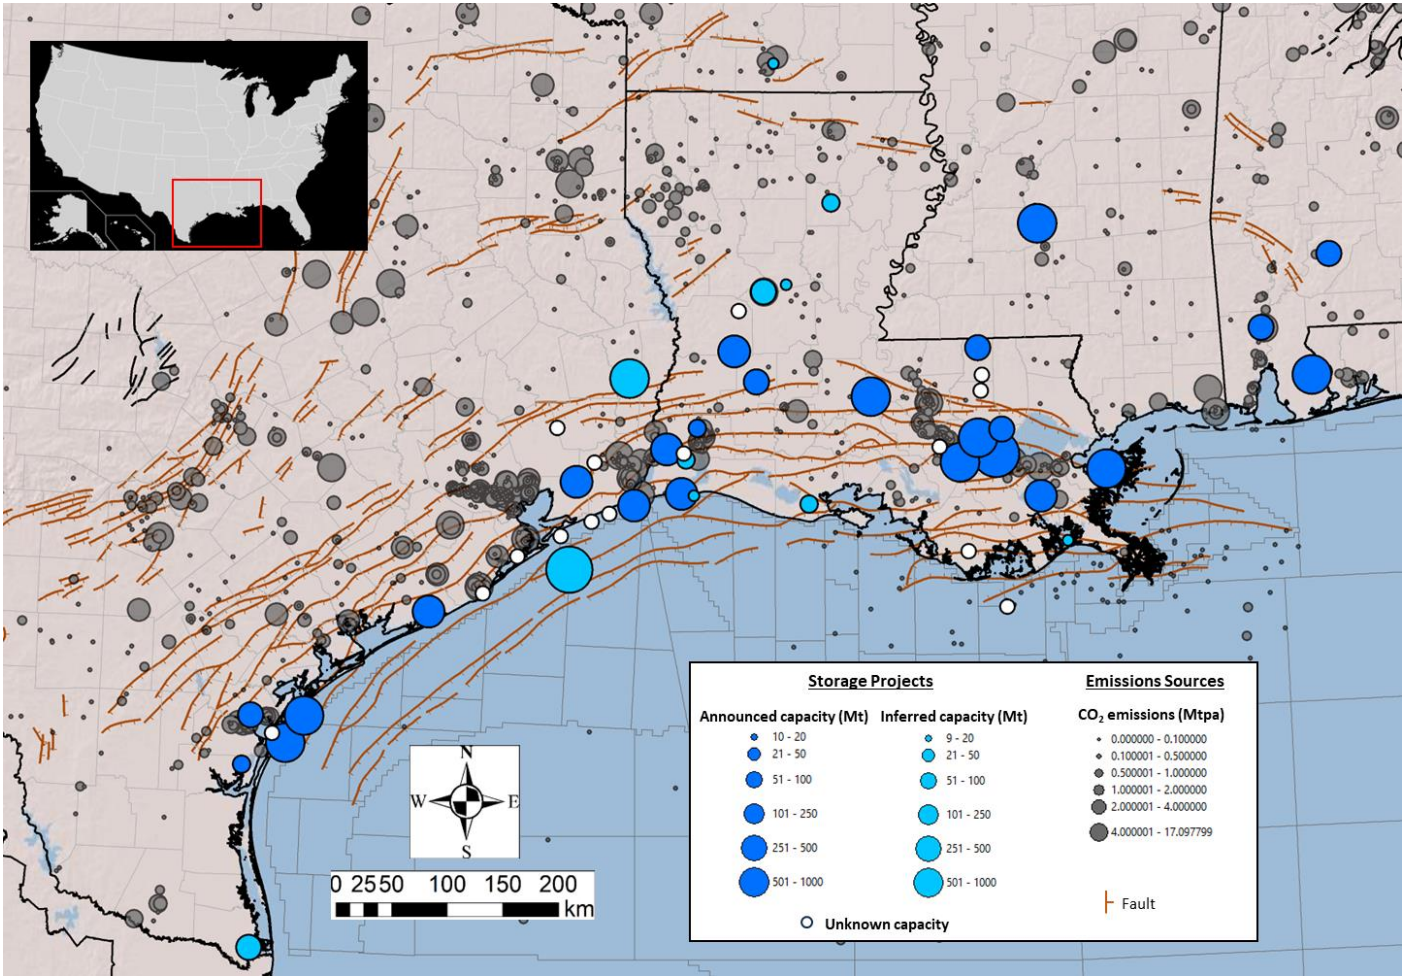 Storage Projects
Emissions Sources
Announced capacity (Mt)
Inferred capacity (Mt)
CO₂ emissions (Mtpa)
10 - 20
9 - 20
0.000000 - 0.100000
21 - 50
21 - 50
0.100001 - 0.500000
51 - 100
51 - 100
0.500001 - 1.000000
1.000001 - 2.000000
101 - 250
101 - 250
2.000001 - 4.000000
4.000001 - 17.097799
251 - 500
251 - 500
501 - 1000
501 - 1000
Fault
Unknown capacity
N
W E
S
0 25 50 100 150 200
km